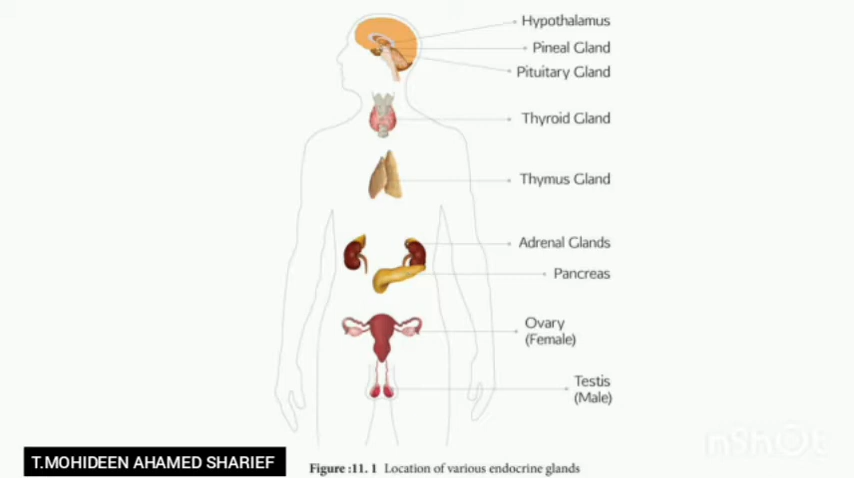 Hypothalamus
Pineal Gland
Pituitary Gland
Thyroid Gland
Thymus Gland
Adrenal Glands
Pancreas
Ovary
(Female)
Testis
(Male)
InShOt
T.MOHIDEEN AHAMED SHARIEF
Figure :11. 1 Location of various endocrine glands